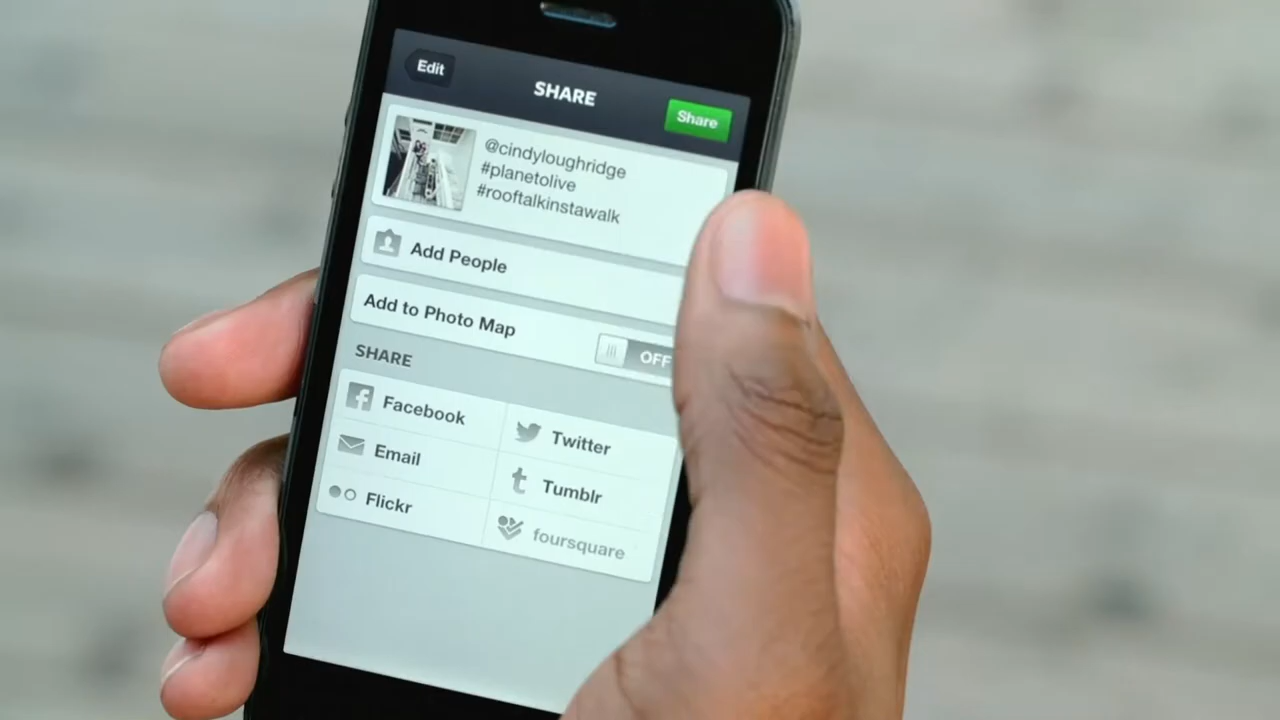 Edit
SHARE
Share
@cindyloughridge
#planetolive
#rooftalkinstawalk
Add People
Add to Photo Map
OFF
SHARE
Facebook
Twitter
Email
Tumblr
Flickr
foursquare